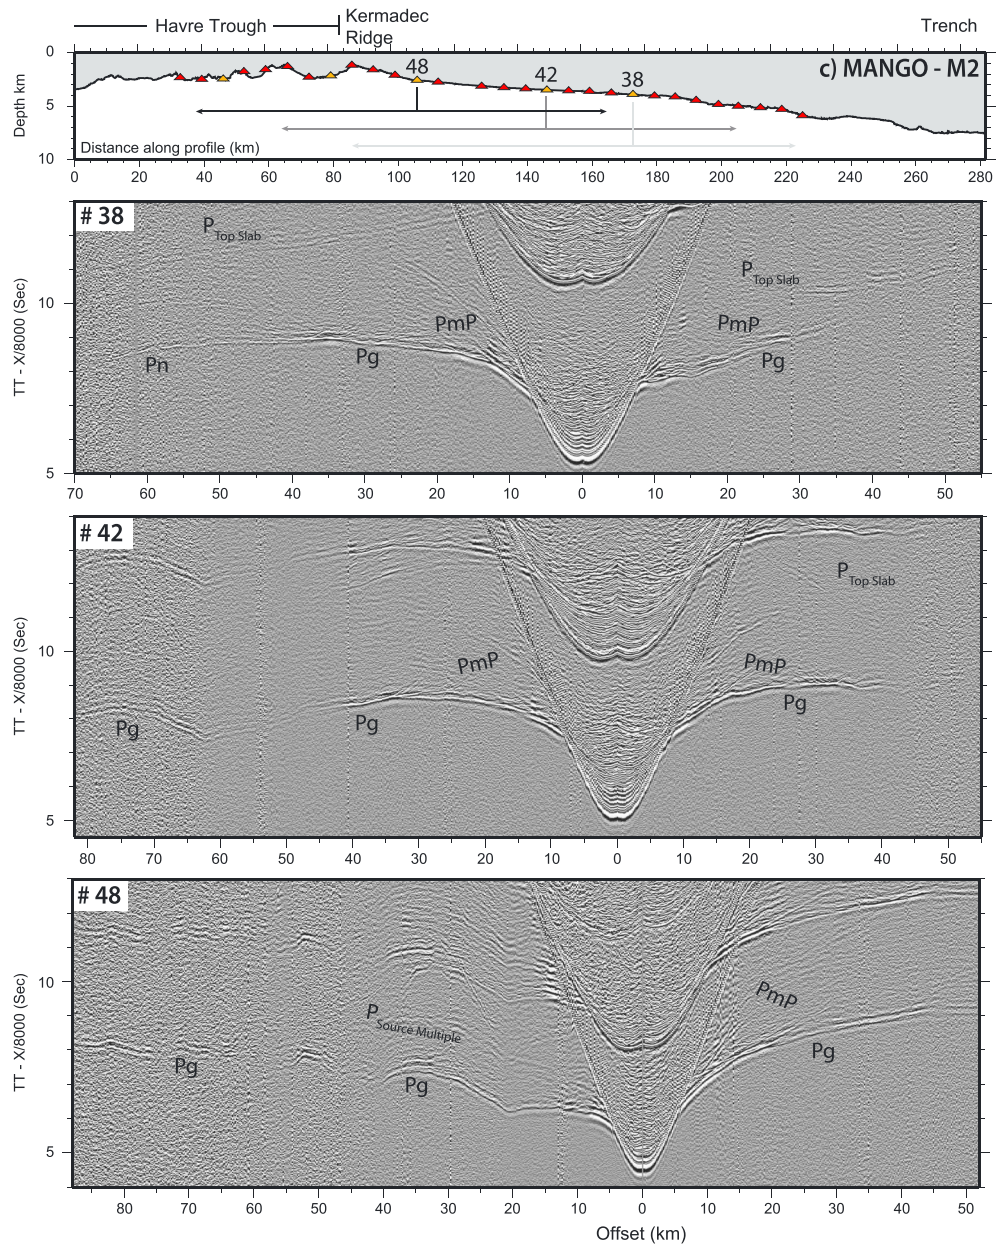 Havre Trough
Kermadec
Ridge
Trench
c) MANGO - M2
48
42
38
0
5
10
Depth km
Distance along profile (km)
0 20 40 60 80 100 120 140 160 180 200 220 240 260 280
# 38
P Top Slab
P Top Slab
PmP
PmP
Pn
Pg
Pg
10
5
TT - X/8000 (Sec)
70 60 50 40 30 20 10 0 10 20 30 40 50
# 42
P Top Slab
PmP
PmP
Pg
Pg
Pg
10
5
TT - X/8000 (Sec)
80 70 60 50 40 30 20 10 0 10 20 30 40 50
# 48
PmP
P Source Multiple
Pg
Pg
Pg
10
5
TT - X/8000 (Sec)
80 70 60 50 40 30 20 10 0 10 20 30 40 50
Offset (km)